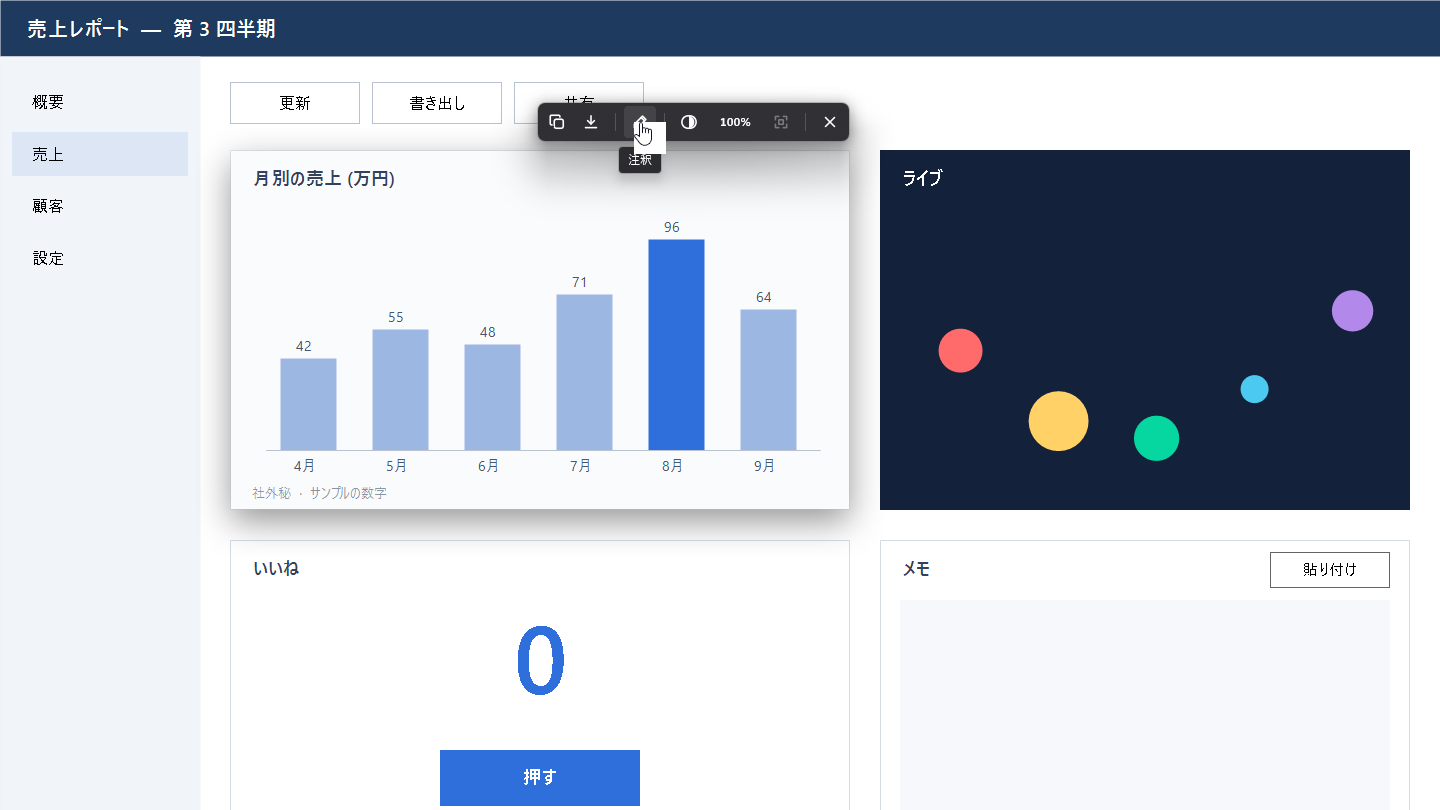 売上レポート — 第 3 四半期
概要
売上
顧客
設定
更新
書き出し
共有
100%
注釈
月別の売上 (万円)
42
55
48
71
96
64
4月
5月
6月
7月
8月
9月
社外秘 · サンプルの数字
ライブ
いいね
0
押す
メモ
貼り付け